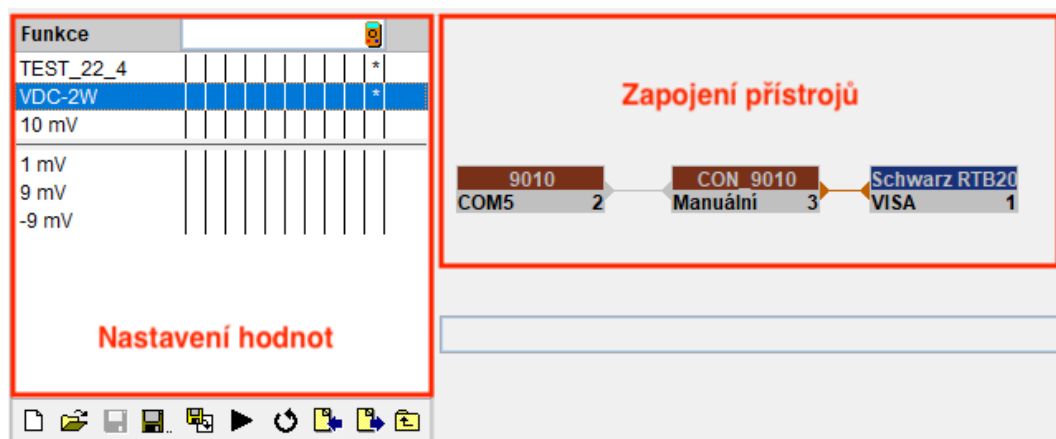 Funkce
TEST_22_4 *
VDC-2W *
10 mV
1 mV
9 mV
-9 mV
Nastavení hodnot
Zapojení přístrojů
9010
COM5 2
CON_9010
Manuální 3
Schwarz RTB20
VISA 1